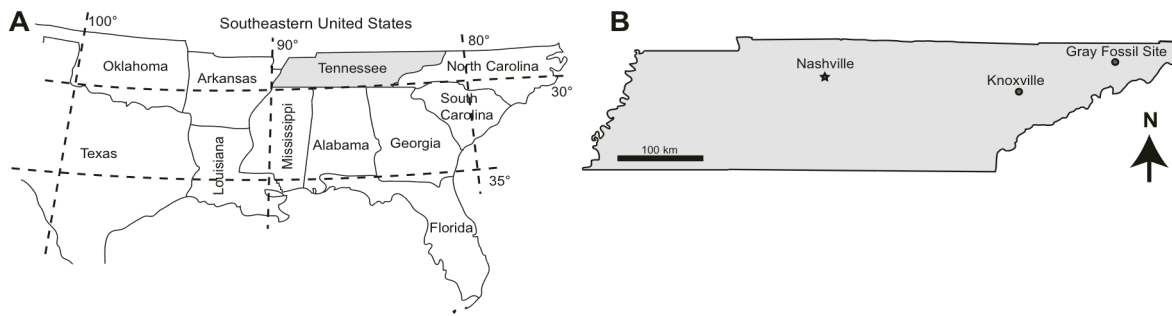 A
Southeastern United States
100°
90°
80°
Oklahoma
Arkansas
Tennessee
North Carolina
30°
South
Carolina
Texas
Louisiana
Mississippi
Alabama
Georgia
35°
Florida
B
Nashville
Gray Fossil Site
Knoxville
100 km
N